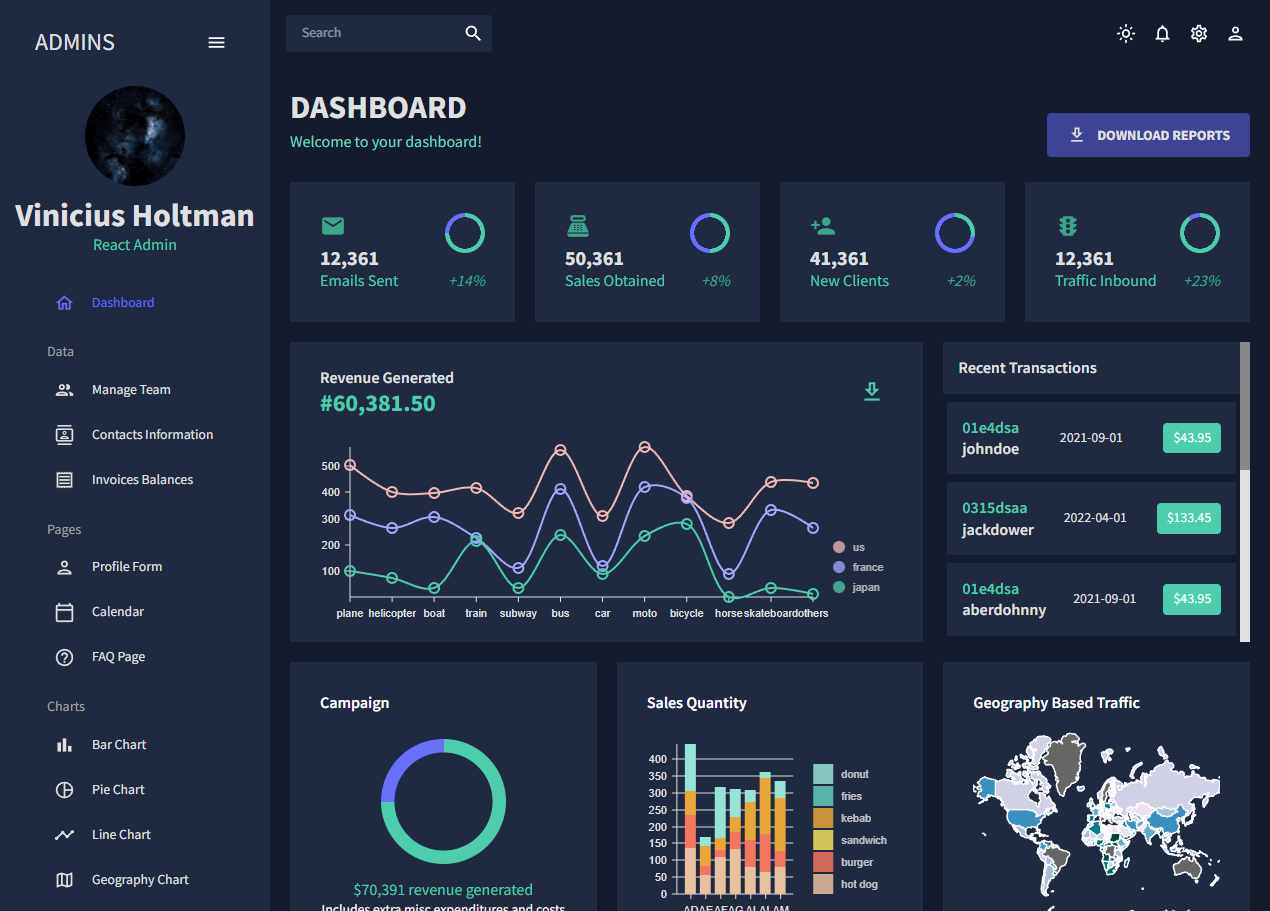 ADMINS
Vinicius Holtman
React Admin
Dashboard
Data
Manage Team
Contacts Information
Invoices Balances
Pages
Profile Form
Calendar
FAQ Page
Charts
Bar Chart
Pie Chart
Line Chart
Geography Chart
Search
DASHBOARD
Welcome to your dashboard!
DOWNLOAD REPORTS
12,361
Emails Sent
+14%
50,361
Sales Obtained
+8%
41,361
New Clients
+2%
12,361
Traffic Inbound
+23%
Revenue Generated
#60,381.50
500
400
300
200
100
plane helicopter boat train subway bus car moto bicycle horse skateboard others
us
france
japan
Recent Transactions
01e4dsa
johndoe
2021-09-01
$43.95
0315dsaa
jackdower
2022-04-01
$133.45
01e4dsa
aberdohnny
2021-09-01
$43.95
Campaign
$70,391 revenue generated
Includes extra misc expenditures and costs
Sales Quantity
400
350
300
250
200
150
100
50
0
AD AE AF AG AI AL AM
donut
fries
kebab
sandwich
burger
hot dog
Geography Based Traffic